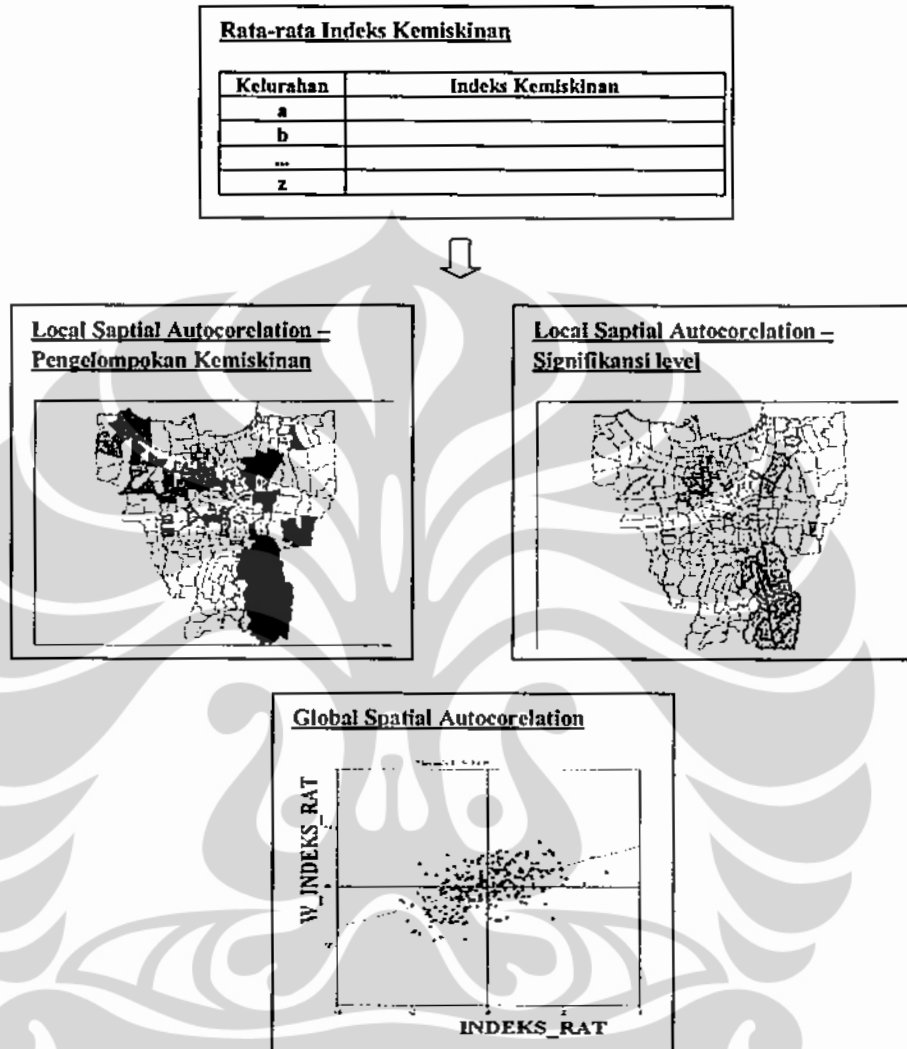 Rata-rata Indeks Kemiskinan
Kelurahan Indeks Kemiskinan
a
b
...
z
Local Saptial Autocorelation –
Pengelompokan Kemiskinan
Local Saptial Autocorelation –
Signifikansi level
Global Spatial Autocorelation
W_INDEKS_RAT
INDEKS_RAT